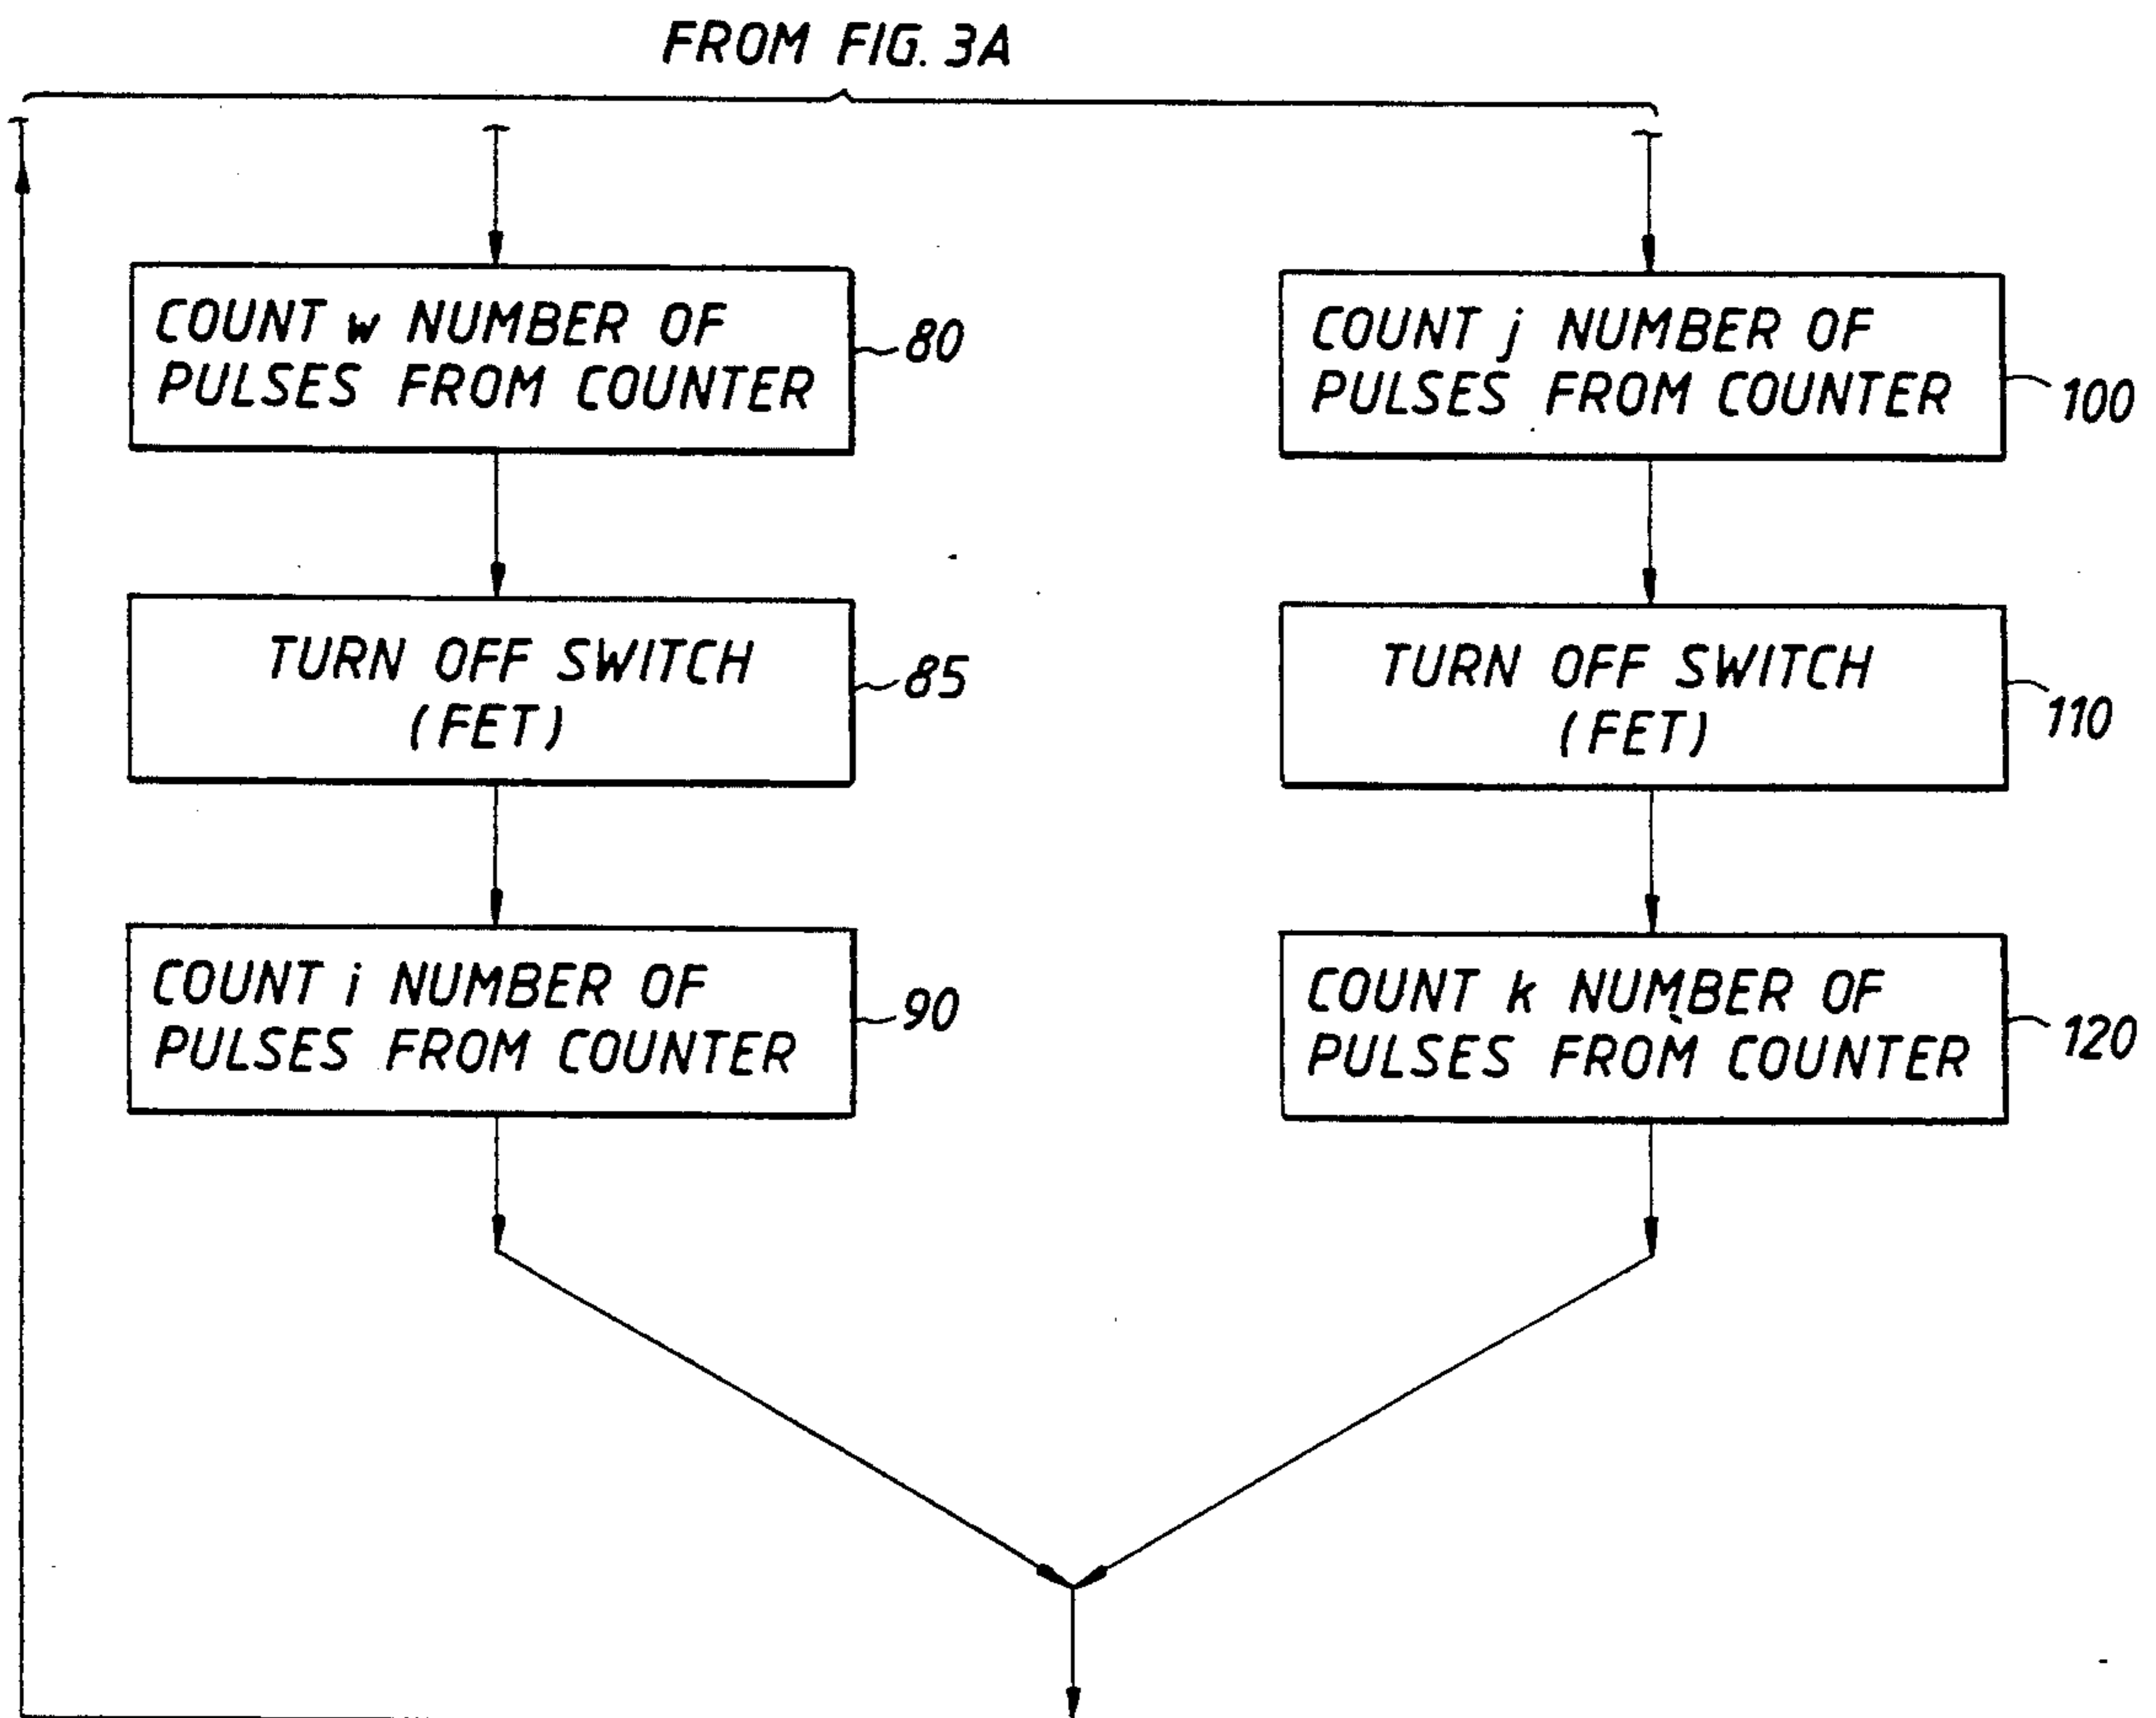 FROM FIG. 3A
COUNT w NUMBER OF
PULSES FROM COUNTER
80
COUNT j NUMBER OF
PULSES FROM COUNTER
100
TURN OFF SWITCH
(FET)
85
TURN OFF SWITCH
(FET)
110
COUNT i NUMBER OF
PULSES FROM COUNTER
90
COUNT k NUMBER OF
PULSES FROM COUNTER
120